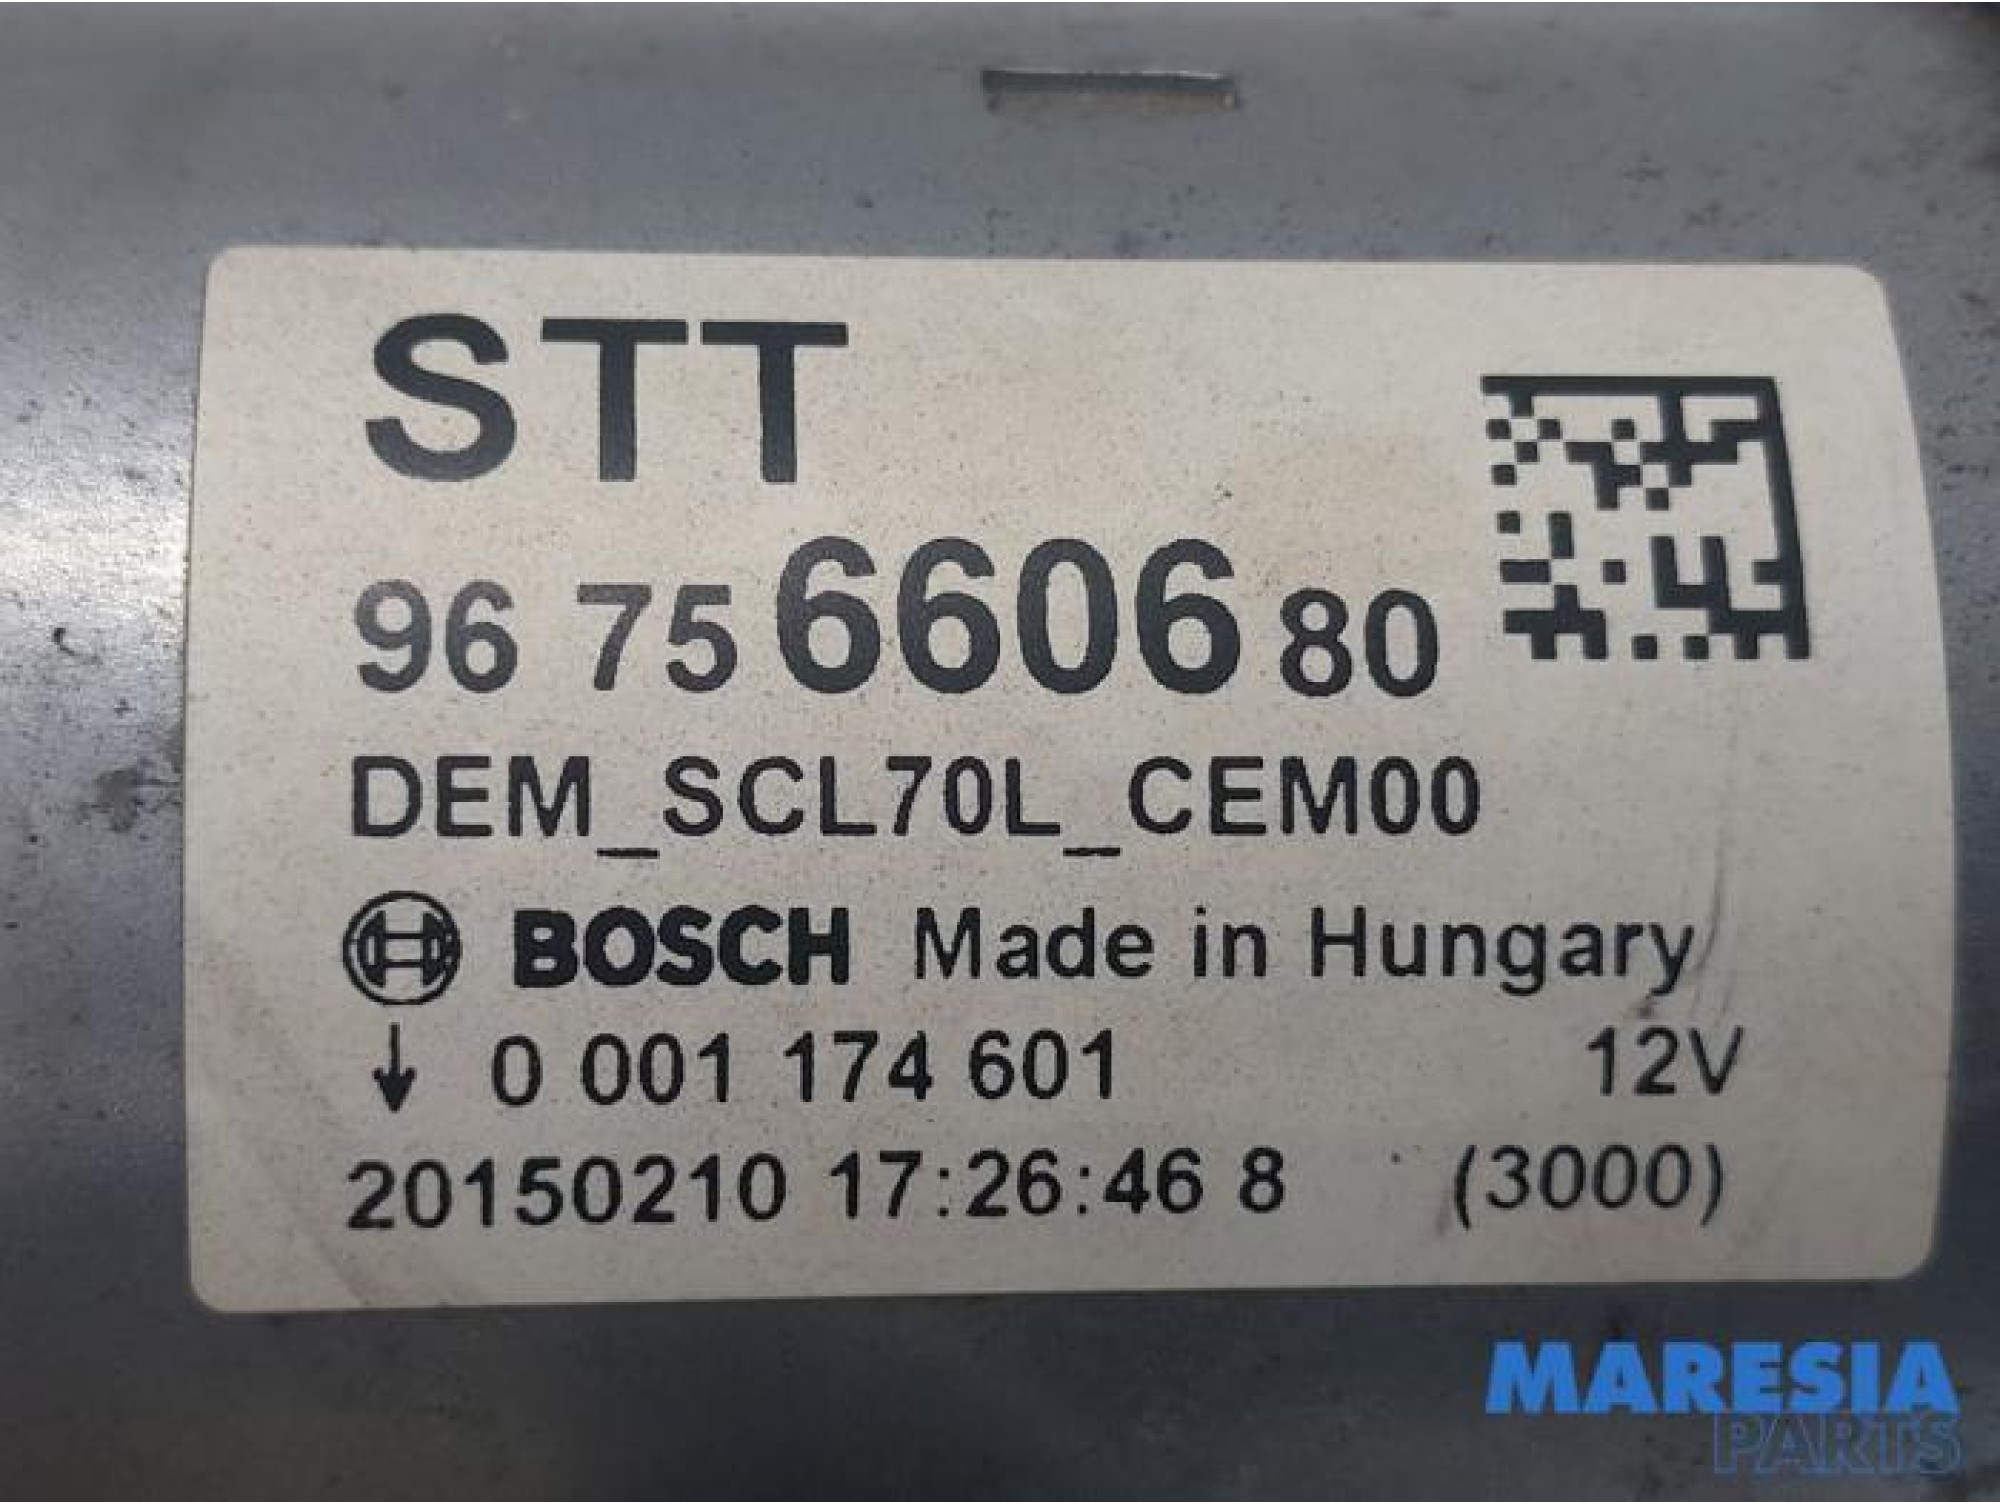 STT
96 75 6606 80
DEM_SCL70L_CEM00
BOSCH Made in Hungary
↓ 0 001 174 601 12V
20150210 17:26:46 8 (3000)
MARESIA
PARTS